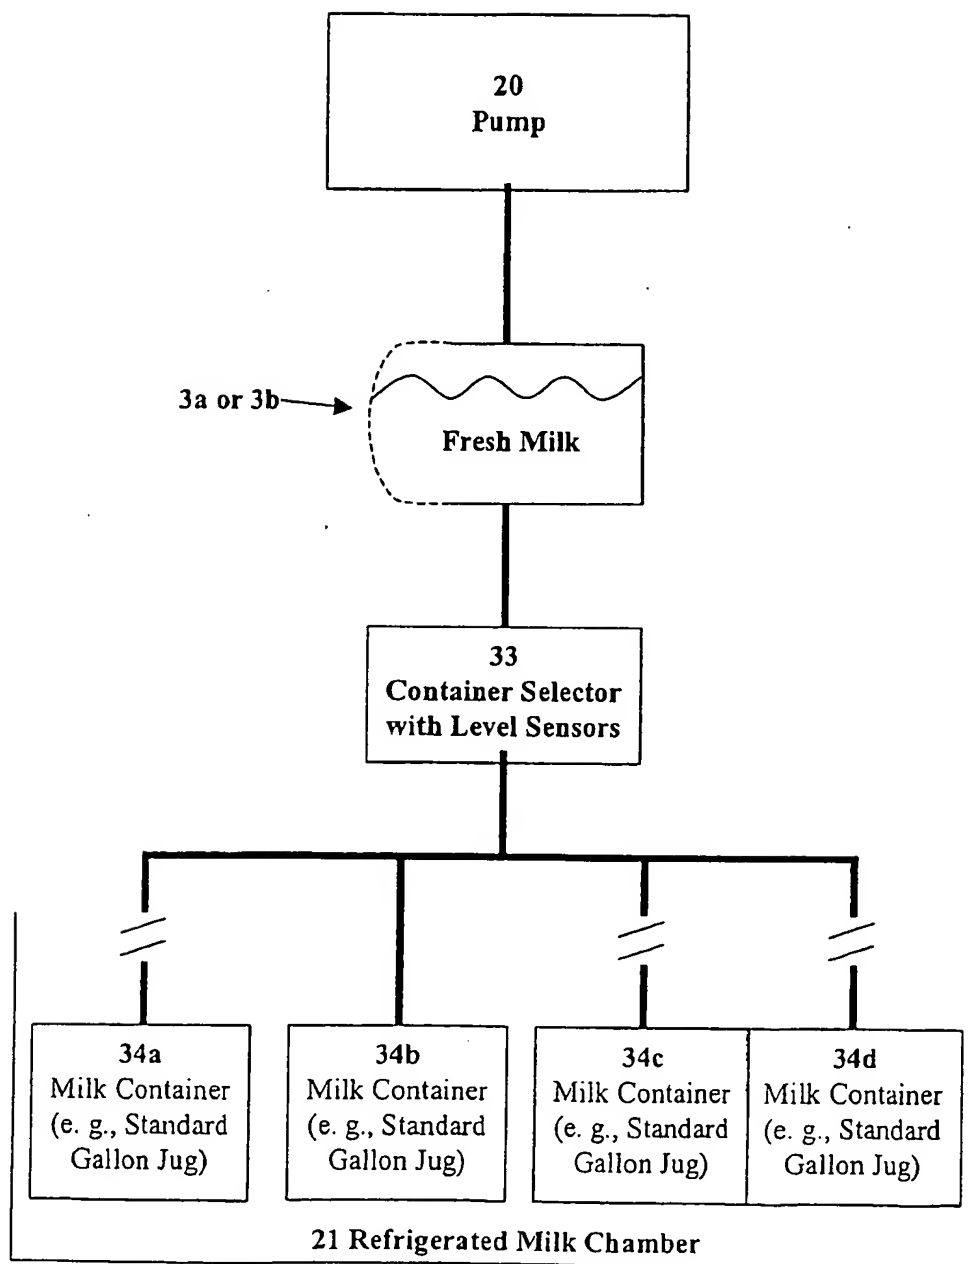 20
Pump
3a or 3b
Fresh Milk
33
Container Selector
with Level Sensors
34a
Milk Container
(e. g., Standard
Gallon Jug)
34b
Milk Container
(e. g., Standard
Gallon Jug)
34c
Milk Container
(e. g., Standard
Gallon Jug)
34d
Milk Container
(e. g., Standard
Gallon Jug)
21 Refrigerated Milk Chamber